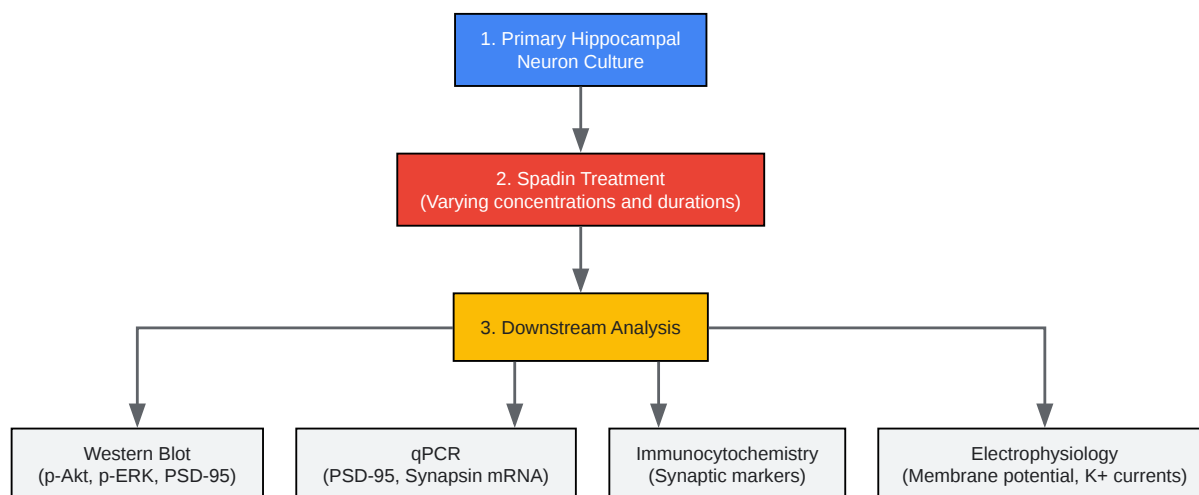 1. Primary Hippocampal
Neuron Culture
2. Spadin Treatment
(Varying concentrations and durations)
3. Downstream Analysis
Western Blot
(p-Akt, p-ERK, PSD-95)
qPCR
(PSD-95, Synapsin mRNA)
Immunocytochemistry
(Synaptic markers)
Electrophysiology
(Membrane potential, K+ currents)